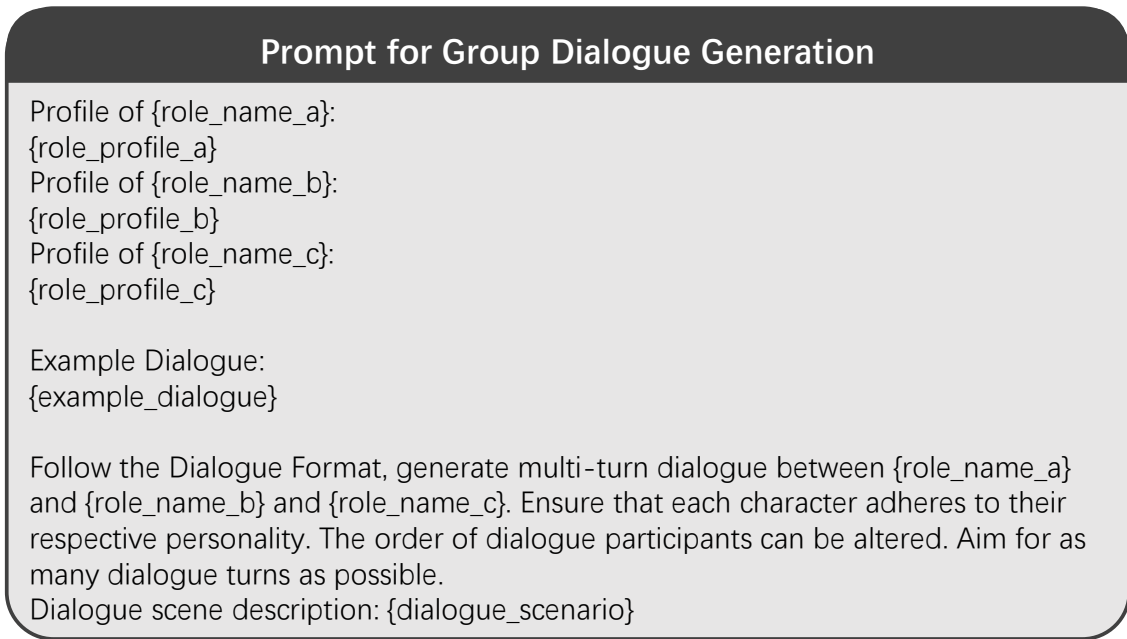 Prompt for Group Dialogue Generation
Profile of {role_name_a}:
{role_profile_a}
Profile of {role_name_b}:
{role_profile_b}
Profile of {role_name_c}:
{role_profile_c}
Example Dialogue:
{example_dialogue}
Follow the Dialogue Format, generate multi-turn dialogue between {role_name_a}
and {role_name_b} and {role_name_c}. Ensure that each character adheres to their
respective personality. The order of dialogue participants can be altered. Aim for as
many dialogue turns as possible.
Dialogue scene description: {dialogue_scenario}